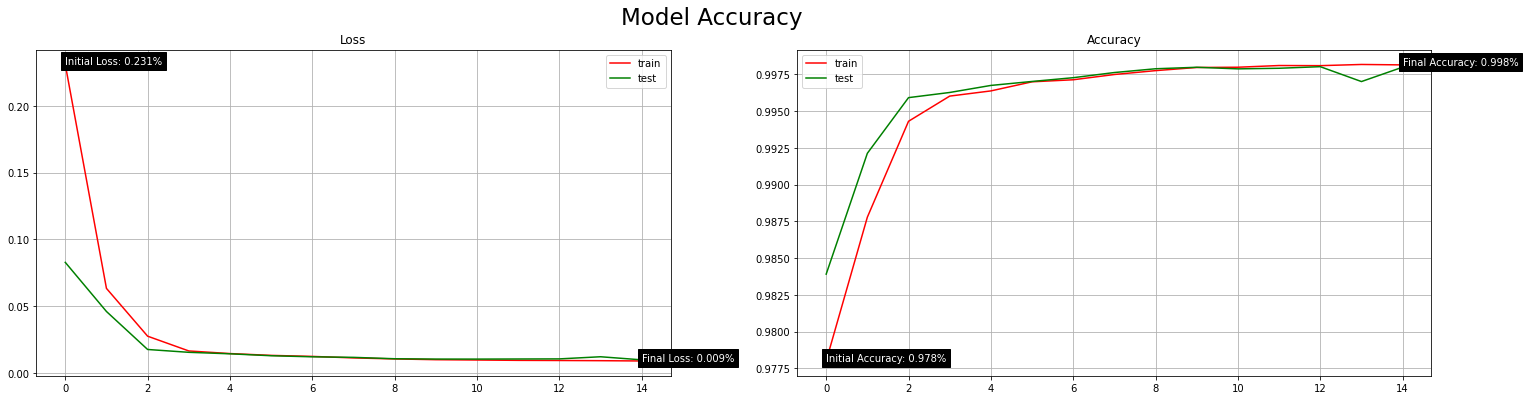 Model Accuracy
Loss
Initial Loss: 0.231%
train
test
0.20
0.15
0.10
0.05
0.00
Final Loss: 0.009%
0 2 4 6 8 10 12 14
Accuracy
train
test
Final Accuracy: 0.998%
0.9975
0.9950
0.9925
0.9900
0.9875
0.9850
0.9825
0.9800
0.9775
Initial Accuracy: 0.978%
0 2 4 6 8 10 12 14